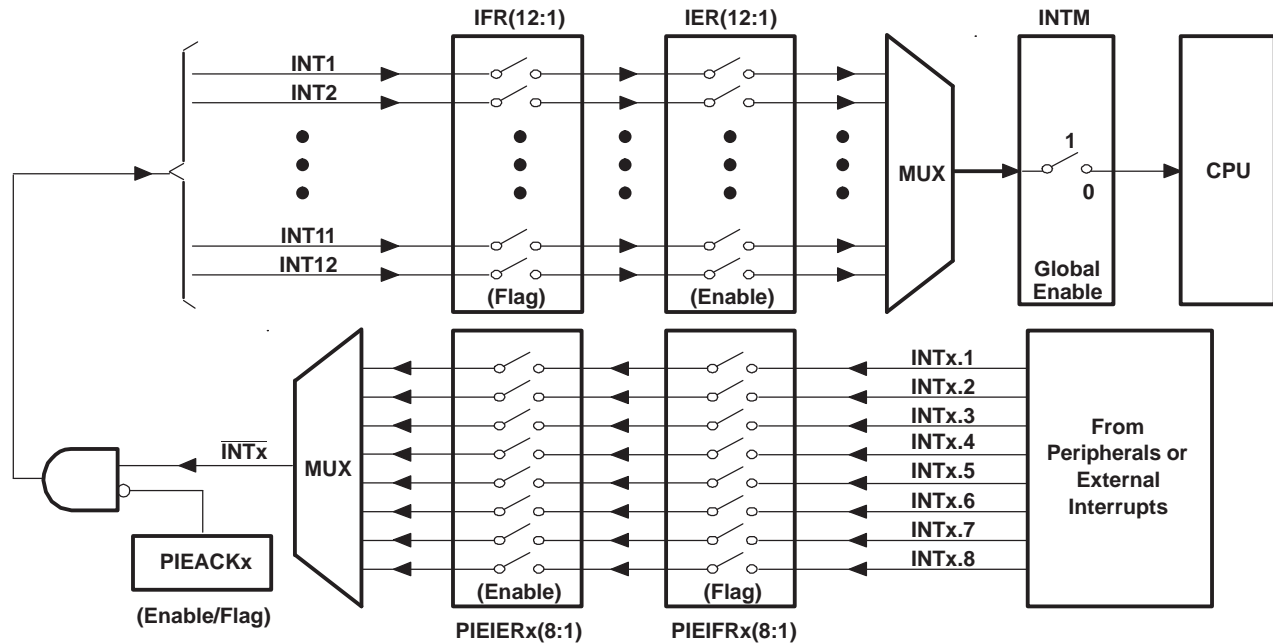 IFR(12:1)
IER(12:1)
INTM
INT1
INT2
INT11
INT12
(Flag)
(Enable)
MUX
1
0
Global
Enable
CPU
INTx
MUX
PIEACKx
(Enable/Flag)
(Enable)
PIEIERx(8:1)
(Flag)
PIEIFRx(8:1)
INTx.1
INTx.2
INTx.3
INTx.4
INTx.5
INTx.6
INTx.7
INTx.8
From
Peripherals or
External
Interrupts